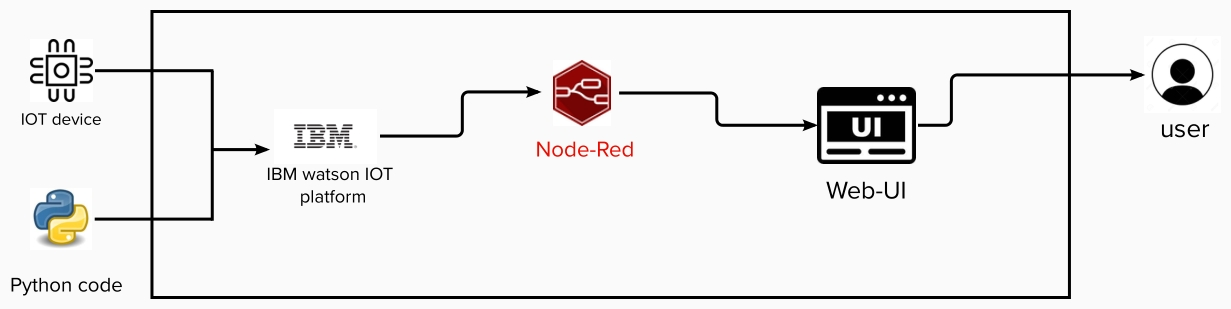 IOT device
Python code
IBM
IBM watson IOT
platform
Node-Red
UI
Web-UI
user